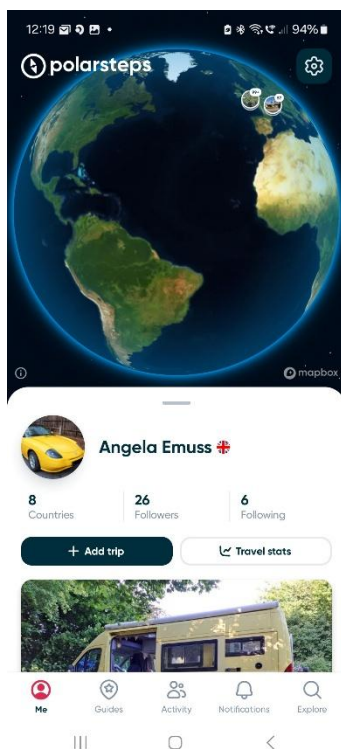 12:19
94%
polarsteps
mapbox
Angela Emuss
8
Countries
26
Followers
6
Following
+ Add trip
Travel stats
Me
Guides
Activity
Notifications
Explore